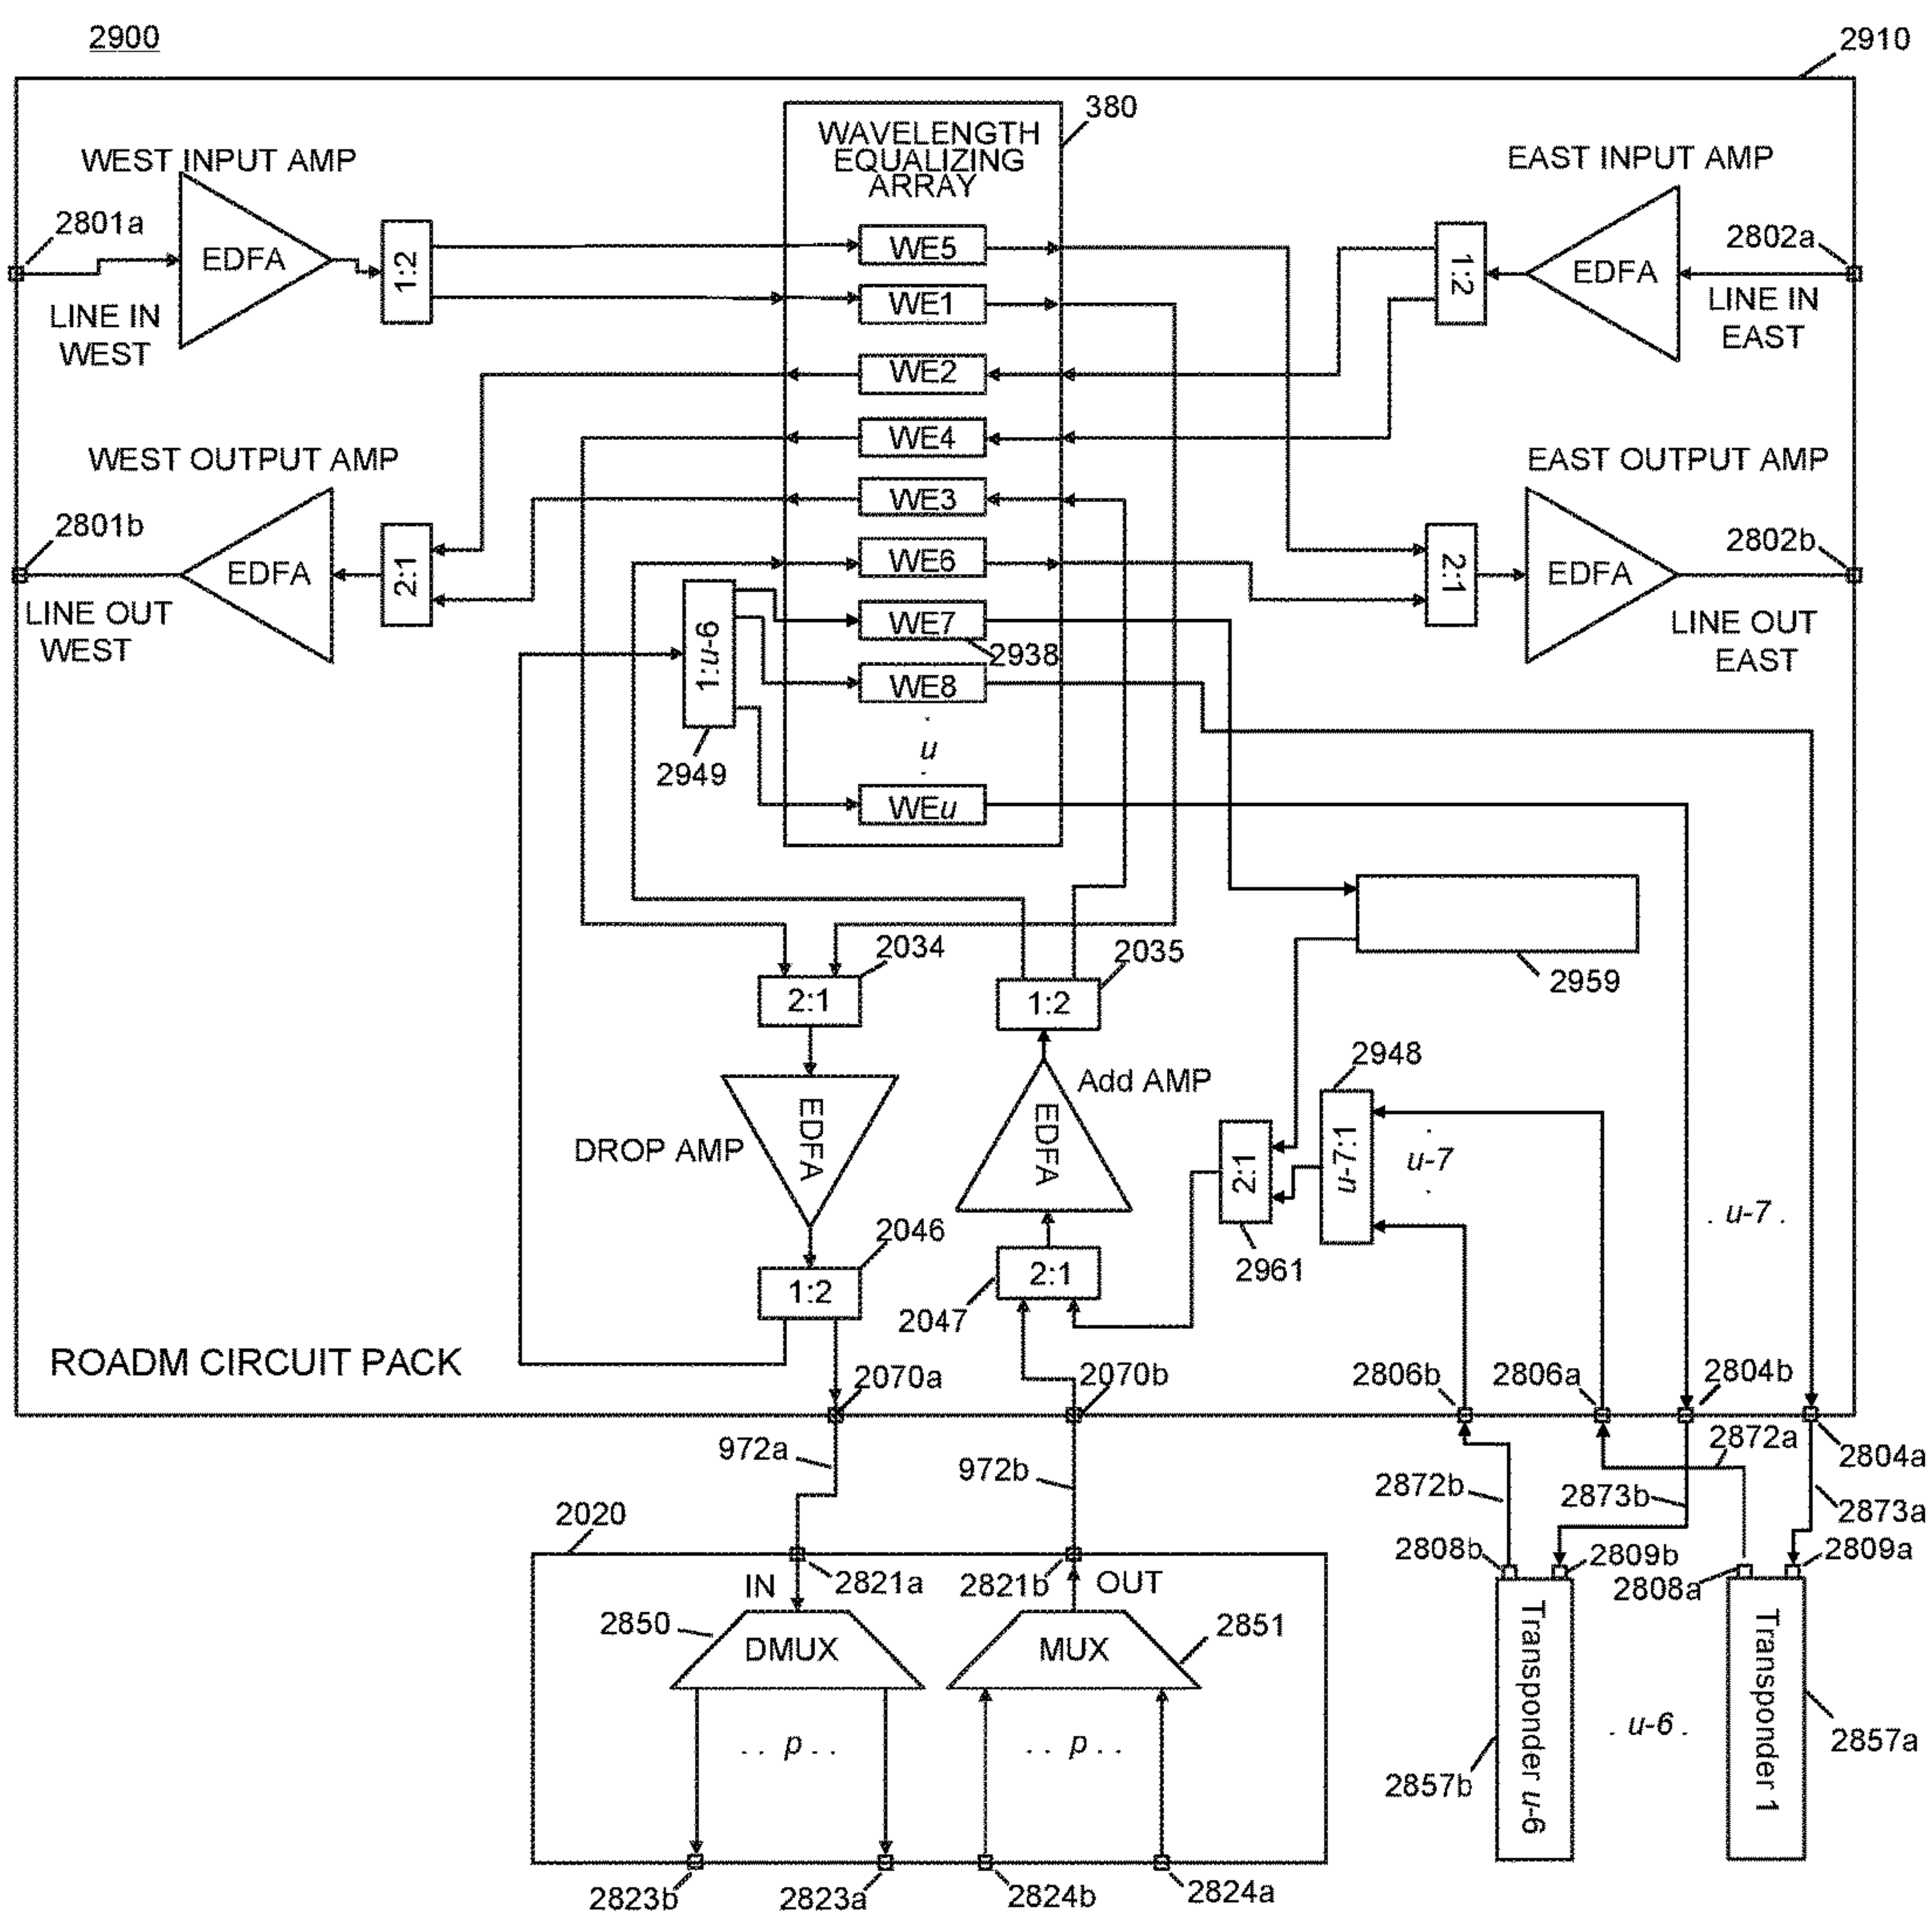 2900
2910
380
WAVELENGTH
EQUALIZING
ARRAY
WEST INPUT AMP
EAST INPUT AMP
2801a
EDFA
1:2
WE5
1:2
EDFA
2802a
LINE IN
WEST
WE1
LINE IN
EAST
WE2
WE4
WEST OUTPUT AMP
EAST OUTPUT AMP
WE3
2801b
EDFA
2:1
WE6
2:1
EDFA
2802b
LINE OUT
WEST
1:u-6
WE7
2938
LINE OUT
EAST
WE8
2949
u
WEu
2034
2035
2959
2:1
1:2
2948
Add AMP
DROP AMP
EDFA
EDFA
2:1
u-7:1
. u-7 .
. u-7 .
2046
2961
1:2
2:1
2047
ROADM CIRCUIT PACK
2070a
2070b
2806b
2806a
2804b
972a
972b
2872a
2804a
2872b
2873b
2873a
2020
2808b
2809b
2809a
IN
2821a
2821b
OUT
2808a
2850
DMUX
MUX
2851
Transponder u-6
Transponder 1
. . p . .
. . p . .
. u-6 .
2857a
2857b
2823b
2823a
2824b
2824a